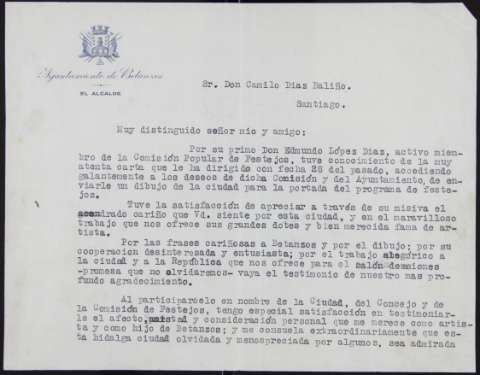 Ayuntamiento de Betanzos
EL ALCALDE
Sr. Don Camilo Diaz Baliño.
Santiago.
Muy distinguido señor mio y amigo:
Por su primo Don Edmundo López Diaz, activo miem-
bro de la Comisión Popular de Festejos, tuve conocimiento de la muy
atenta carta que le ha dirigido con fecha 26 del pasado, accediendo
galantemente a los deseos de dicha Comisión y del Ayuntamiento, de en-
viarle un dibujo de la ciudad para la portada del programa de feste-
jos.
Tuve la satisfacción de apreciar a través de su misiva el
acendrado cariño que Vd. siente por esta ciudad, y en el maravilloso
trabajo que nos ofrece sus grandes dotes y bien merecida fama de ar-
tista.
Por las frases cariñosas a Betanzos y por el dibujo; por su
cooperacion desinteresada y entusiasta; por el trabajo alegórico a
la ciudad y a la República que nos ofrece para el salón de sesiones
-promesa que no olvidaremos- vaya el testimonio de nuestro mas pro-
fundo agradecimiento.
Al participarselo en nombre de la Ciudad, del Consejo y de
la Comisión de Festejos, tengo especial satisfacción en testimoniar-
le el afecto, amistad y consideración personal que me merece como artis-
ta y como hijo de Betanzos; y me consuela extraordinariamente que es-
ta hidalga ciudad olvidada y menospreciada por algunos, sea admirada